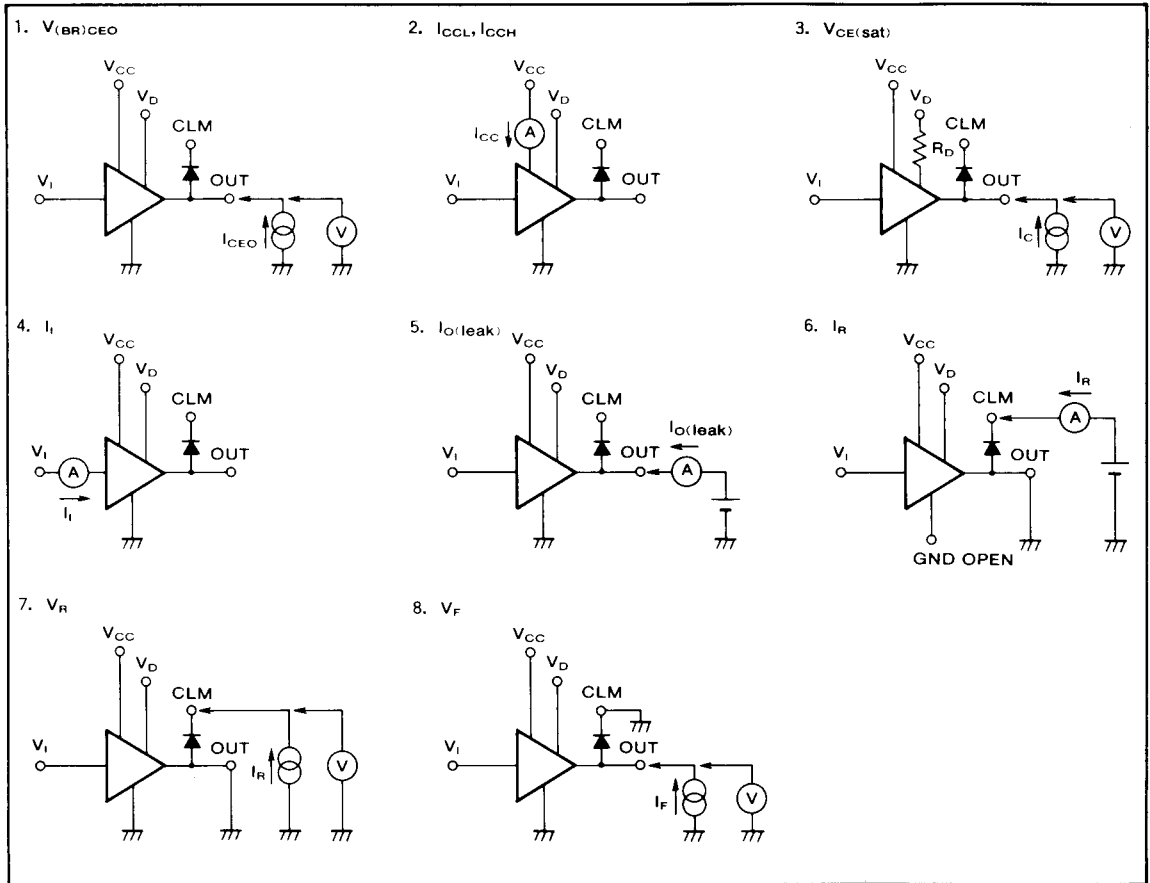 1. V(BR)CEO
VCC
VD
CLM
VI
OUT
ICEO
V
2. ICCL, ICCH
VCC
VD
ICC
A
CLM
VI
OUT
3. VCE(sat)
VCC
VD
RD
CLM
VI
OUT
IC
V
4. II
VCC
VD
CLM
VI
A
OUT
II
5. IO(leak)
VCC
VD
CLM
IO(leak)
VI
OUT
A
6. IR
VCC
VD
IR
CLM
A
VI
OUT
GND OPEN
7. VR
VCC
VD
CLM
VI
OUT
IR
V
8. VF
VCC
VD
CLM
VI
OUT
IF
V